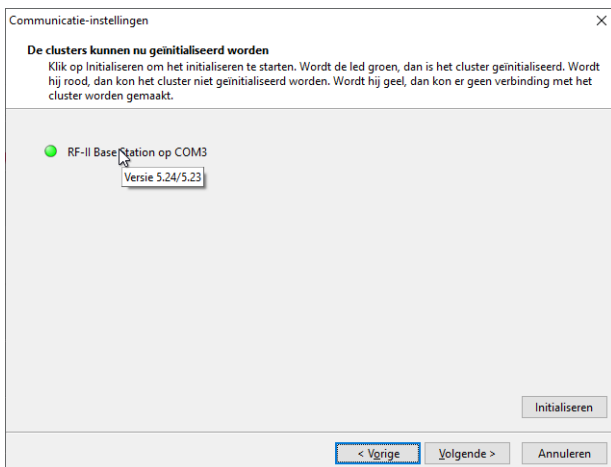 Communicatie-instellingen
De clusters kunnen nu geïnitialiseerd worden
Klik op Initialiseren om het initialiseren te starten. Wordt de led groen, dan is het cluster geïnitialiseerd. Wordt
hij rood, dan kon het cluster niet geïnitialiseerd worden. Wordt hij geel, dan kon er geen verbinding met het
cluster worden gemaakt.
RF-II Base Station op COM3
Versie 5.24/5.23
Initialiseren
< Vorige
Volgende >
Annuleren